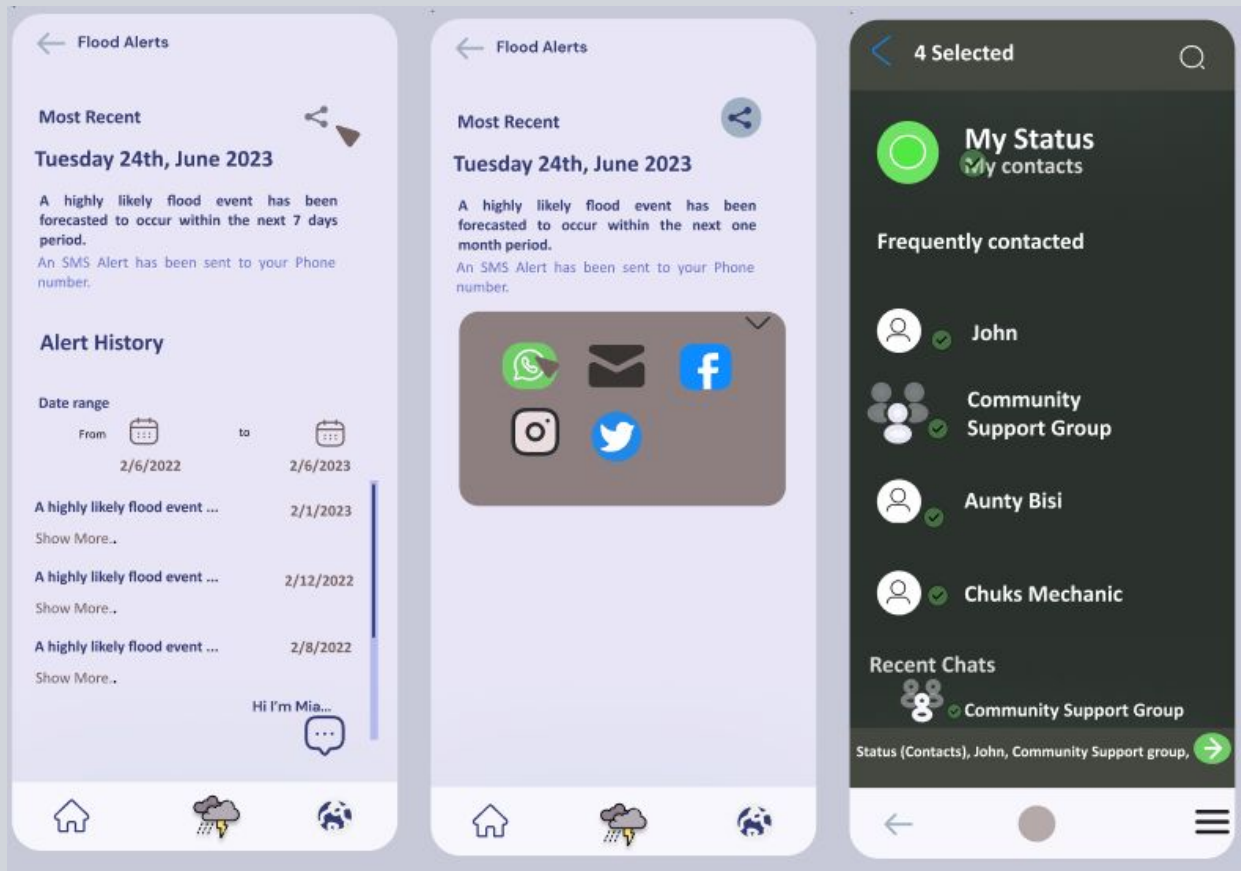 Flood Alerts
Most Recent
Tuesday 24th, June 2023
A highly likely flood event has been
forecasted to occur within the next 7 days
period.
An SMS Alert has been sent to your Phone
number.
Alert History
Date range
From
to
2/6/2022
2/6/2023
A highly likely flood event ...
2/1/2023
Show More..
A highly likely flood event ...
2/12/2022
Show More..
A highly likely flood event ...
2/8/2022
Show More..
Hi I'm Mia...
Flood Alerts
Most Recent
Tuesday 24th, June 2023
A highly likely flood event has been
forecasted to occur within the next one
month period.
An SMS Alert has been sent to your Phone
number.
4 Selected
My Status
My contacts
Frequently contacted
John
Community
Support Group
Aunty Bisi
Chuks Mechanic
Recent Chats
Community Support Group
Status (Contacts), John, Community Support group,